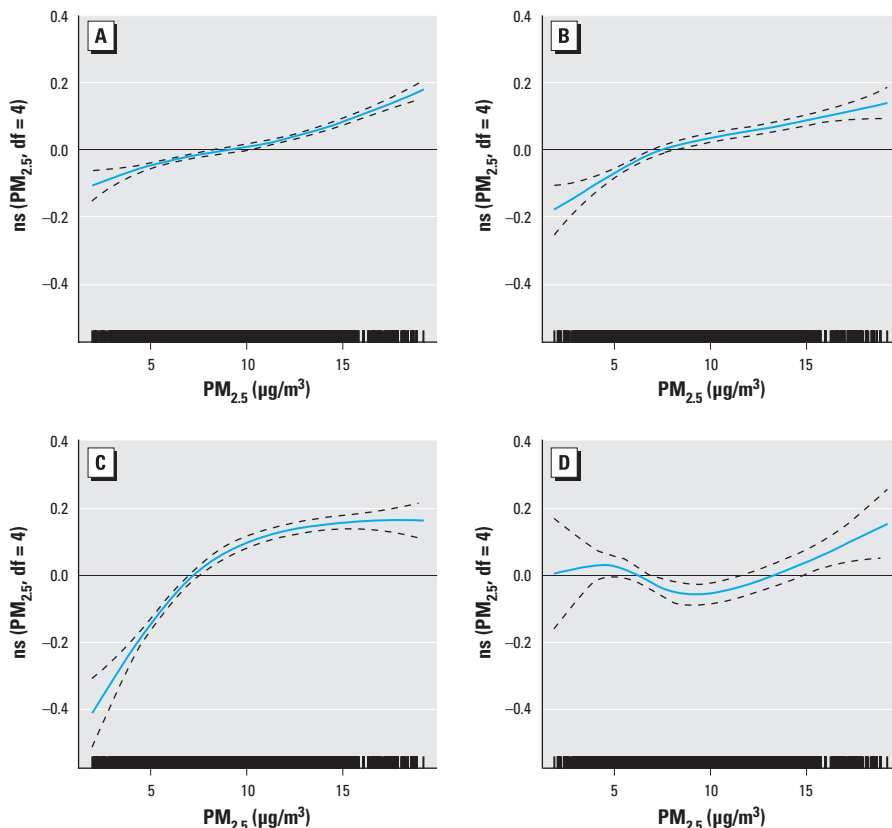 A
0.4
0.2
0.0
–0.2
–0.4
ns (PM2.5, df = 4)
5
10
15
PM2.5 (µg/m³)
B
0.4
0.2
0.0
–0.2
–0.4
ns (PM2.5, df = 4)
5
10
15
PM2.5 (µg/m³)
C
0.4
0.2
0.0
–0.2
–0.4
ns (PM2.5, df = 4)
5
10
15
PM2.5 (µg/m³)
D
0.4
0.2
0.0
–0.2
–0.4
ns (PM2.5, df = 4)
5
10
15
PM2.5 (µg/m³)